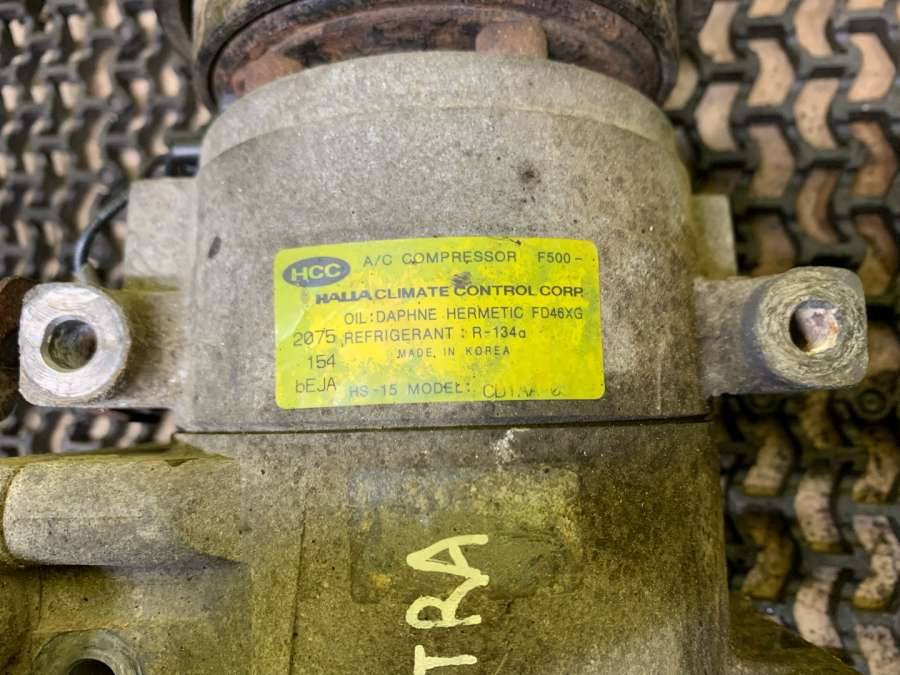 HCC A/C COMPRESSOR F500-
HALLA CLIMATE CONTROL CORP.
OIL:DAPHNE HERMETIC FD46XG
2075 REFRIGERANT : R-134a
154 MADE IN KOREA
bEJA HS-15 MODEL:
TRA